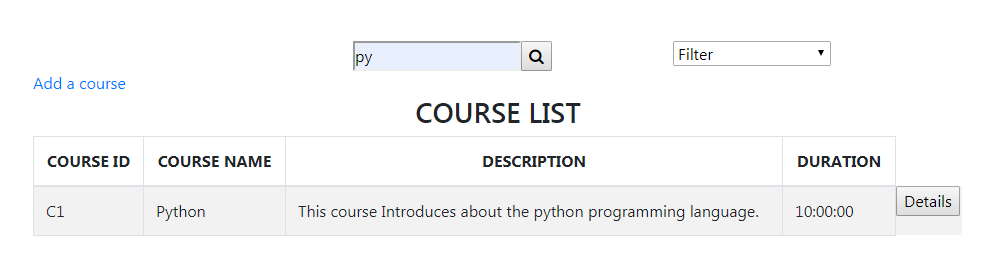 py
Filter
Add a course
COURSE LIST
COURSE ID COURSE NAME DESCRIPTION DURATION
C1 Python This course Introduces about the python programming language. 10:00:00 Details